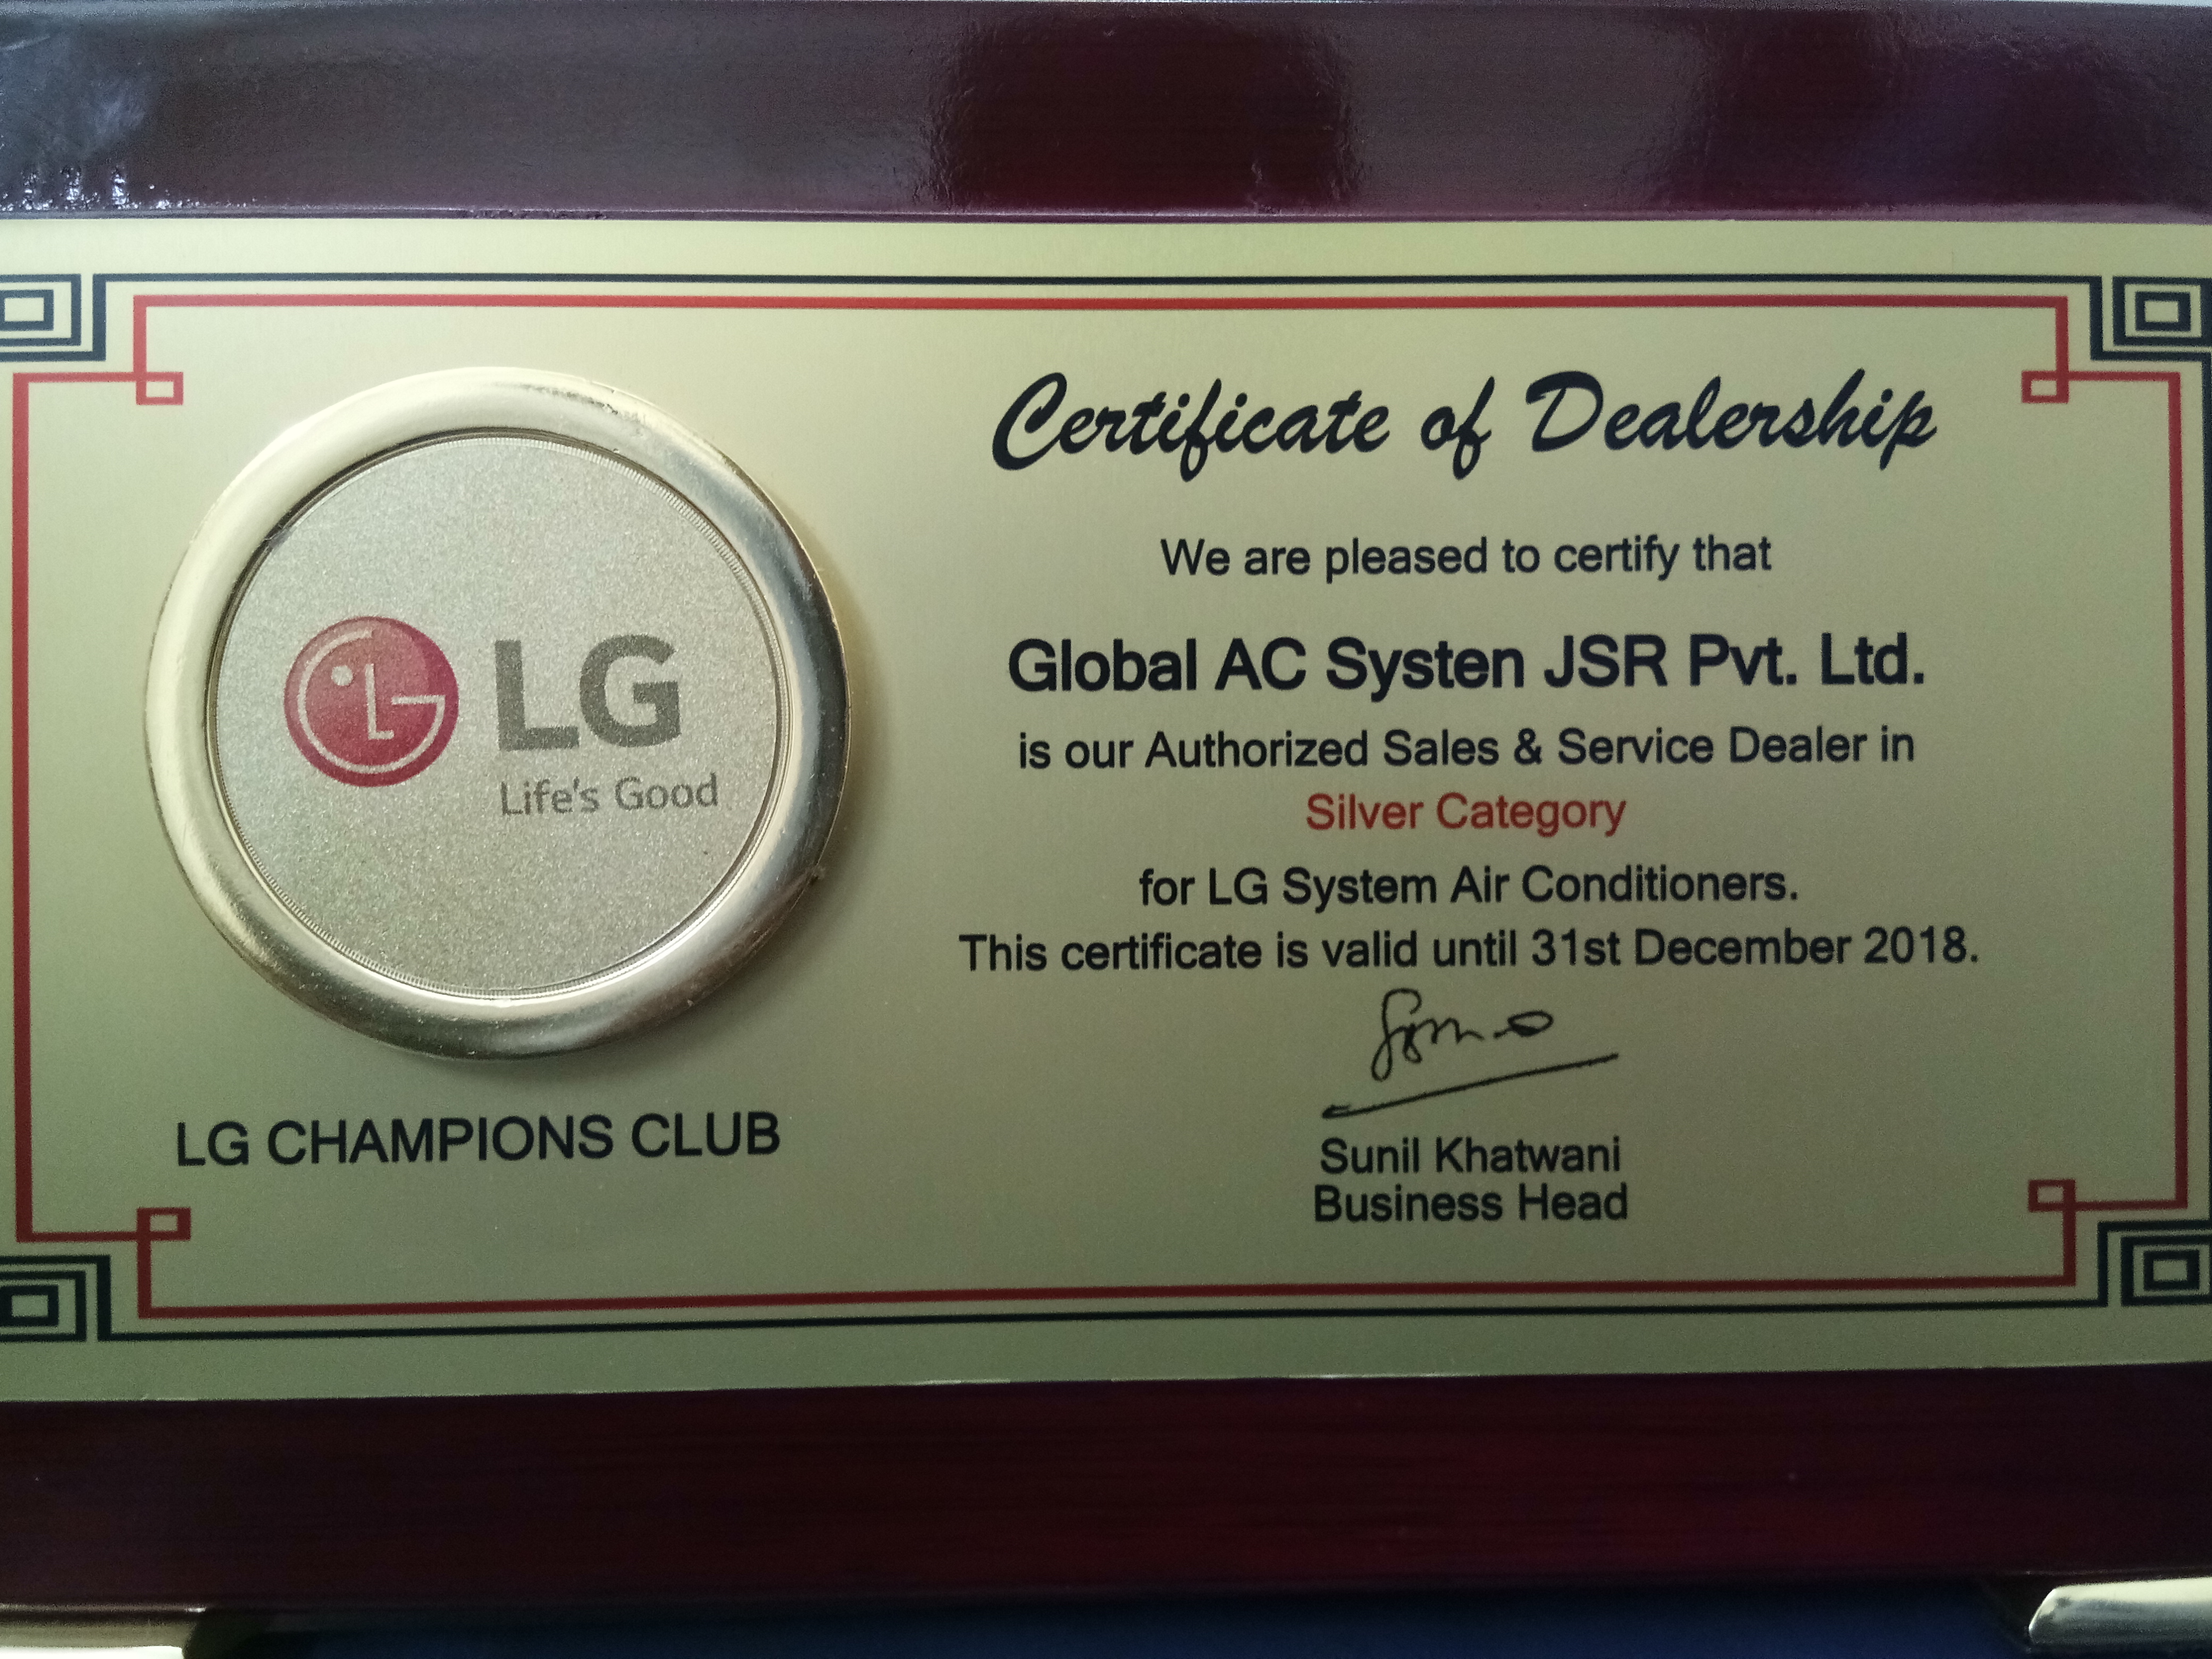 LG
Life's Good
LG CHAMPIONS CLUB
Certificate of Dealership
We are pleased to certify that
Global AC Systen JSR Pvt. Ltd.
is our Authorized Sales & Service Dealer in
Silver Category
for LG System Air Conditioners.
This certificate is valid until 31st December 2018.
Sunil Khatwani
Business Head